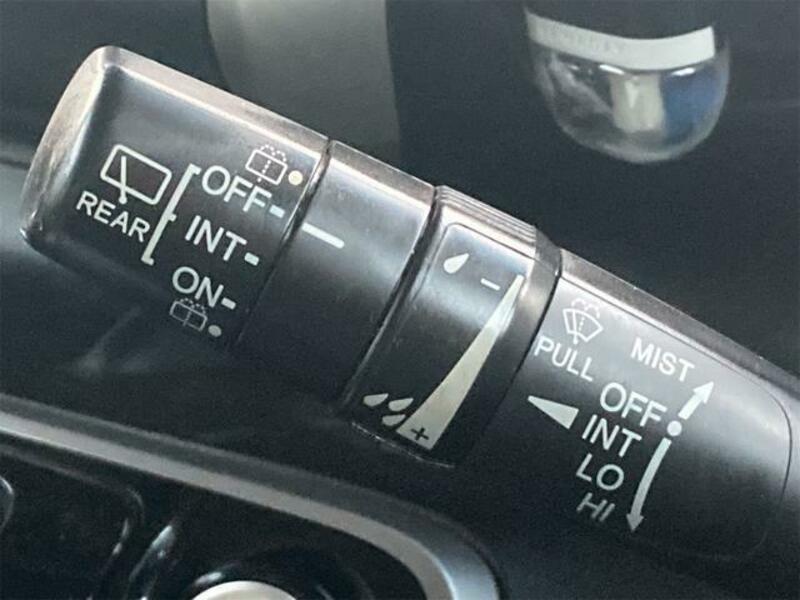 REAR
OFF
INT
ON
−
+
PULL
MIST
OFF
INT
LO
HI